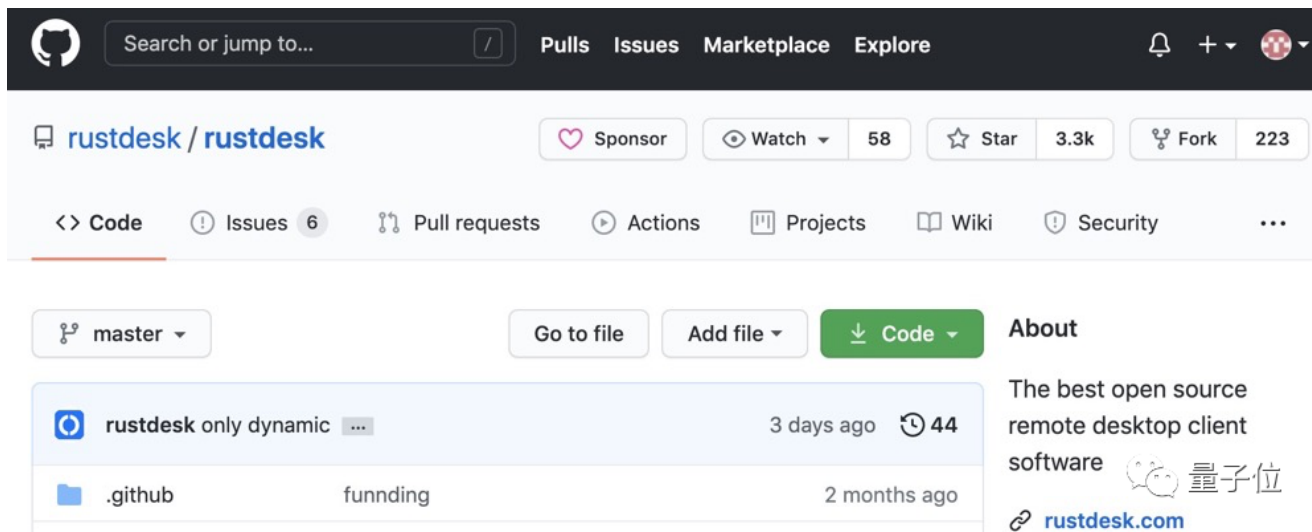 Search or jump to... / Pulls Issues Marketplace Explore
rustdesk / rustdesk Sponsor Watch 58 Star 3.3k Fork 223
<> Code Issues 6 Pull requests Actions Projects Wiki Security ...
master Go to file Add file Code
About
The best open source
remote desktop client
software
rustdesk.com
rustdesk only dynamic ... 3 days ago 44
.github funnding 2 months ago
量子位